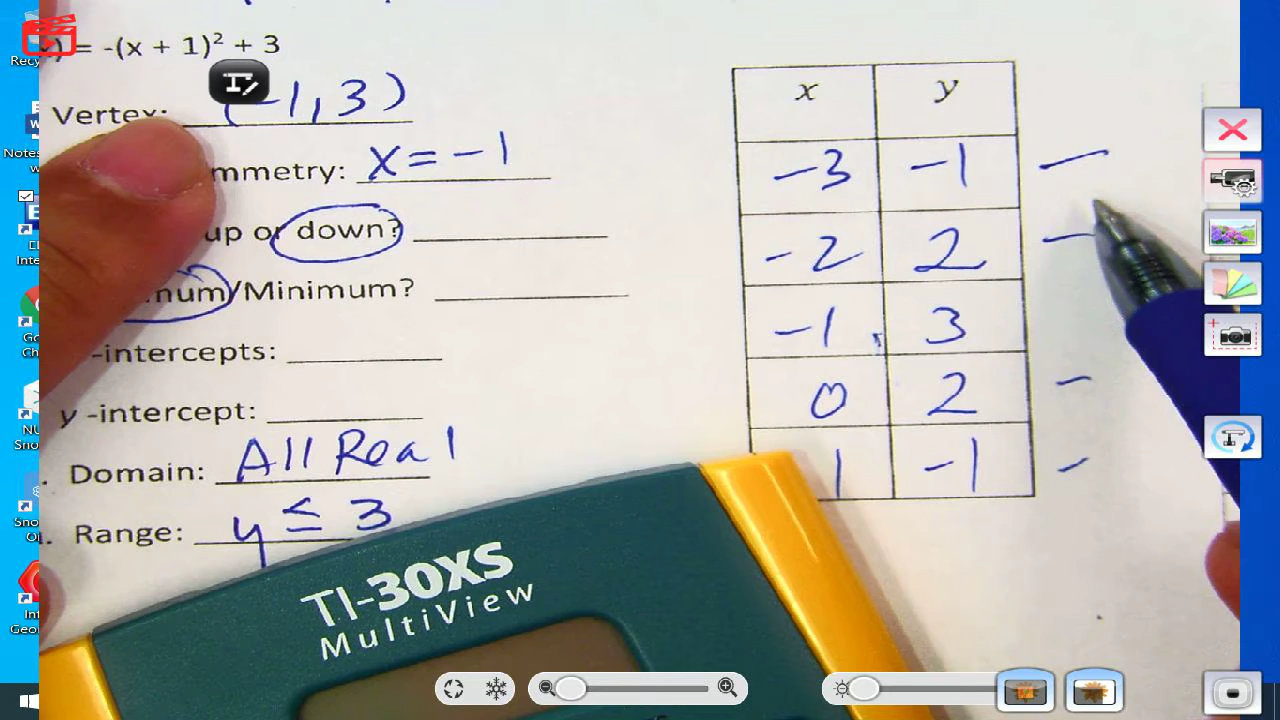 ) = -(x + 1)² + 3
Vertex: (-1, 3)
mmetry: x = -1
up or down?
num/Minimum?
-intercepts:
y -intercept:
Domain: All Real
Range: y ≤ 3
x y
-3 -1
-2 2
-1 3
0 2
1 -1
TI-30XS
MultiView